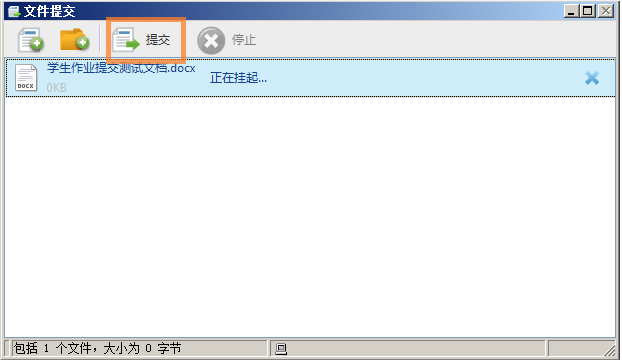 文件提交
提交 停止
学生作业提交测试文档.docx
正在挂起...
DOCX
0KB
包括 1 个文件，大小为 0 字节